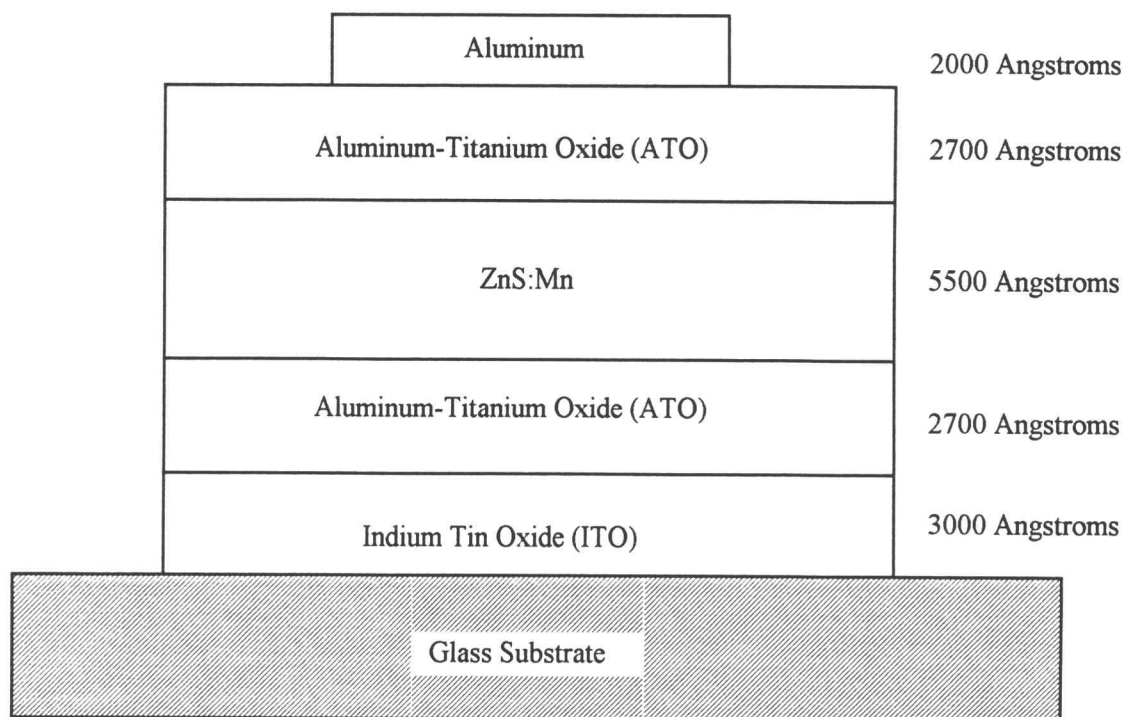 Aluminum
2000 Angstroms
Aluminum-Titanium Oxide (ATO)
2700 Angstroms
ZnS:Mn
5500 Angstroms
Aluminum-Titanium Oxide (ATO)
2700 Angstroms
Indium Tin Oxide (ITO)
3000 Angstroms
Glass Substrate